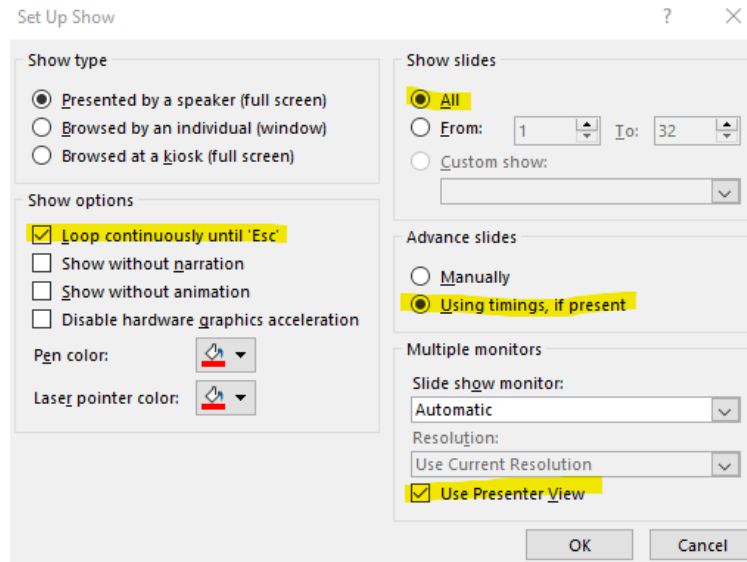 Set Up Show
Show type
Presented by a speaker (full screen)
Browsed by an individual (window)
Browsed at a kiosk (full screen)
Show options
Loop continuously until 'Esc'
Show without narration
Show without animation
Disable hardware graphics acceleration
Pen color:
Laser pointer color:
Show slides
All
From: 1 To: 32
Custom show:
Advance slides
Manually
Using timings, if present
Multiple monitors
Slide show monitor:
Automatic
Resolution:
Use Current Resolution
Use Presenter View
OK Cancel